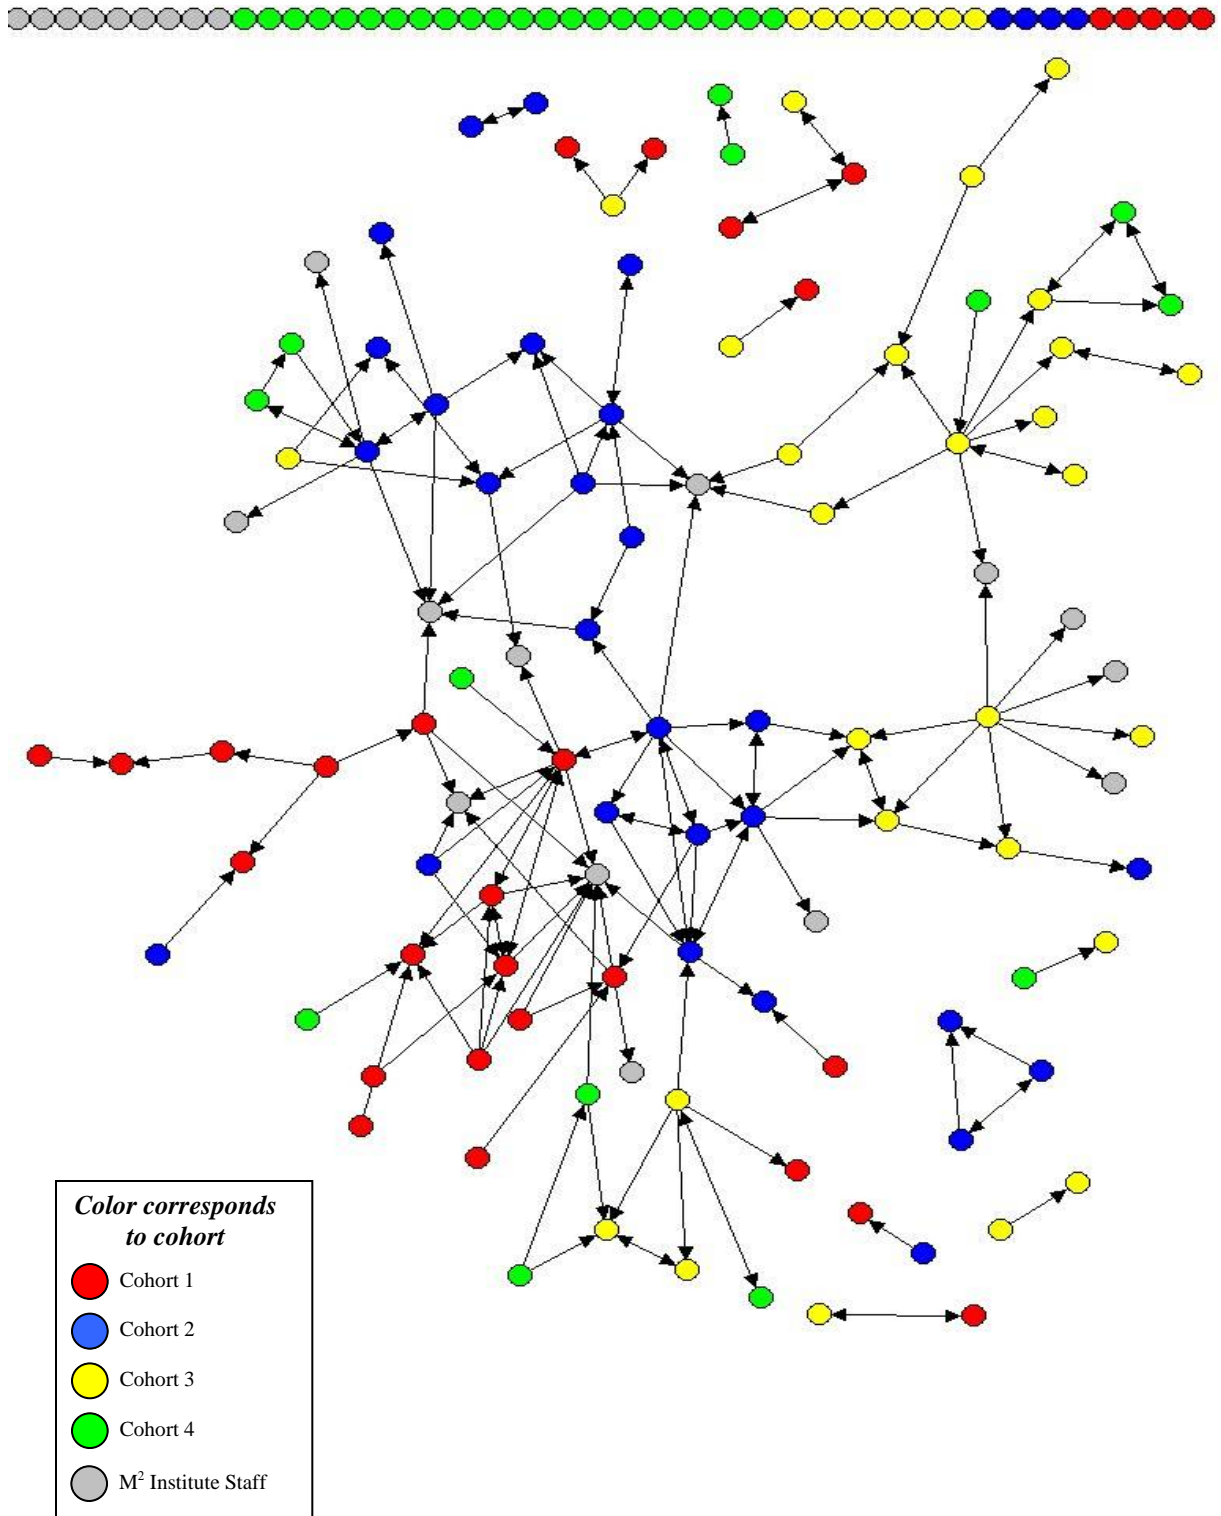 Color corresponds
to cohort
Cohort 1
Cohort 2
Cohort 3
Cohort 4
M² Institute Staff